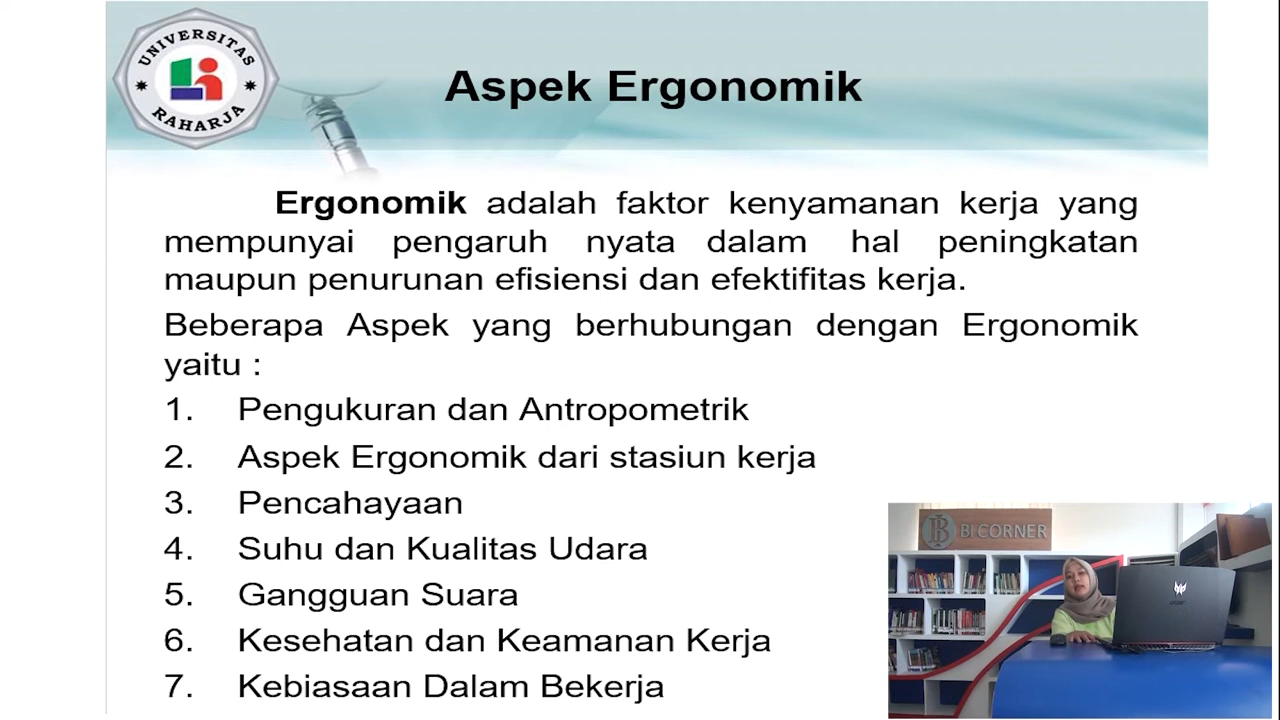 UNIVERSITAS
RAHARJA
Aspek Ergonomik
Ergonomik adalah faktor kenyamanan kerja yang
mempunyai pengaruh nyata dalam hal peningkatan
maupun penurunan efisiensi dan efektifitas kerja.
Beberapa Aspek yang berhubungan dengan Ergonomik
yaitu :
1. Pengukuran dan Antropometrik
2. Aspek Ergonomik dari stasiun kerja
3. Pencahayaan
4. Suhu dan Kualitas Udara
5. Gangguan Suara
6. Kesehatan dan Keamanan Kerja
7. Kebiasaan Dalam Bekerja
BI CORNER